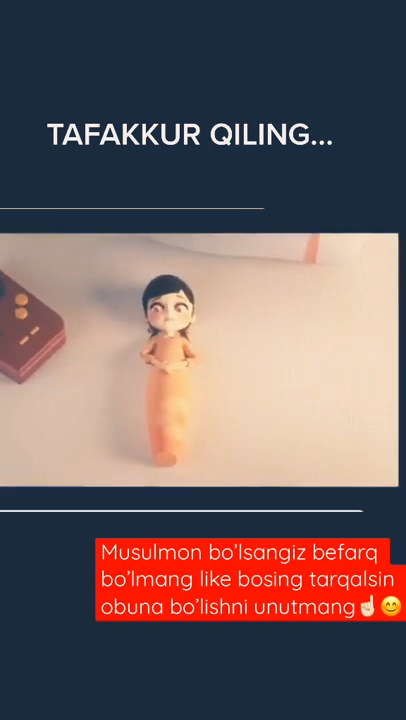 TAFAKKUR QILING...
Musulmon bo'lsangiz befarq
bo'lmang like bosing tarqalsin
obuna bo'lishni unutmang☝🏻😊